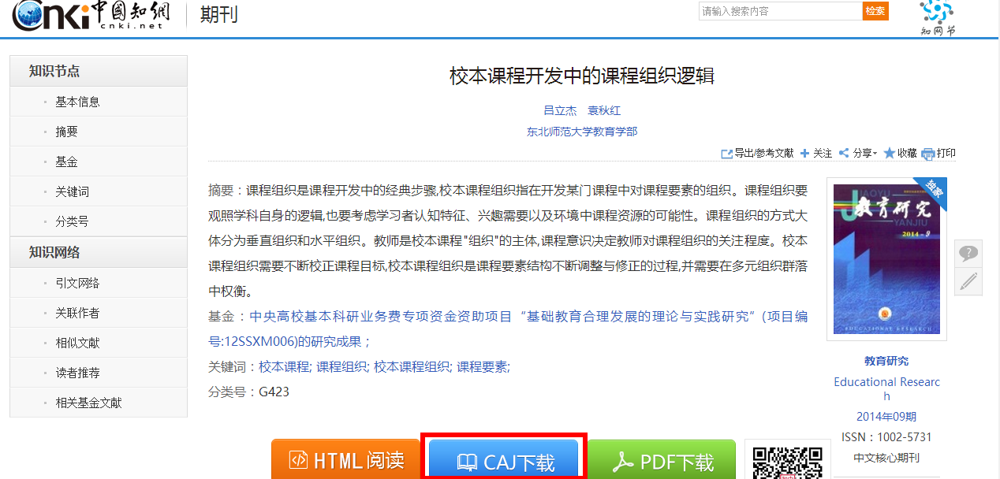 Cnki中国知網
cnki.net
期刊
请输入搜索内容
检索
知网节
知识节点
基本信息
摘要
基金
关键词
分类号
知识网络
引文网络
关联作者
相似文献
读者推荐
相关基金文献
校本课程开发中的课程组织逻辑
吕立杰 袁秋红
东北师范大学教育学部
导出/参考文献 关注 分享 收藏 打印
摘要：课程组织是课程开发中的经典步骤,校本课程组织指在开发某门课程中对课程要素的组织。课程组织要
观照学科自身的逻辑,也要考虑学习者认知特征、兴趣需要以及环境中课程资源的可能性。课程组织的方式大
体分为垂直组织和水平组织。教师是校本课程"组织"的主体,课程意识决定教师对课程组织的关注程度。校本
课程组织需要不断校正课程目标,校本课程组织是课程要素结构不断调整与修正的过程,并需要在多元组织群落
中权衡。
基金：中央高校基本科研业务费专项资金资助项目“基础教育合理发展的理论与实践研究”(项目编
号:12SSXM006)的研究成果；
关键词：校本课程; 课程组织; 校本课程组织; 课程要素;
分类号：G423
独家
JIAOYU
教育研究
YANJIU
2014-9
EDUCATIONAL RESEARCH
教育研究
Educational Researc
h
2014年09期
ISSN：1002-5731
中文核心期刊
HTML阅读
CAJ下载
PDF下载